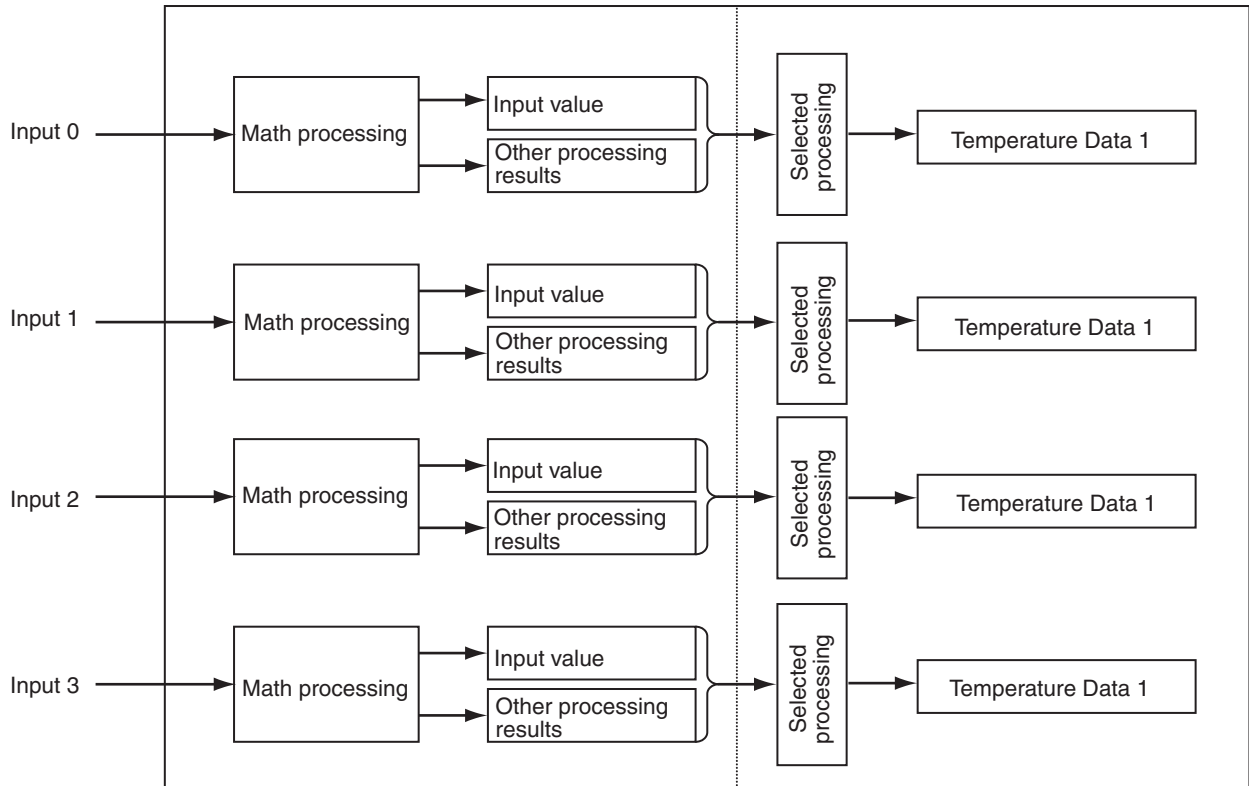 Input 0
Math processing
Input value
Other processing
results
Selected
processing
Temperature Data 1
Input 1
Math processing
Input value
Other processing
results
Selected
processing
Temperature Data 1
Input 2
Math processing
Input value
Other processing
results
Selected
processing
Temperature Data 1
Input 3
Math processing
Input value
Other processing
results
Selected
processing
Temperature Data 1